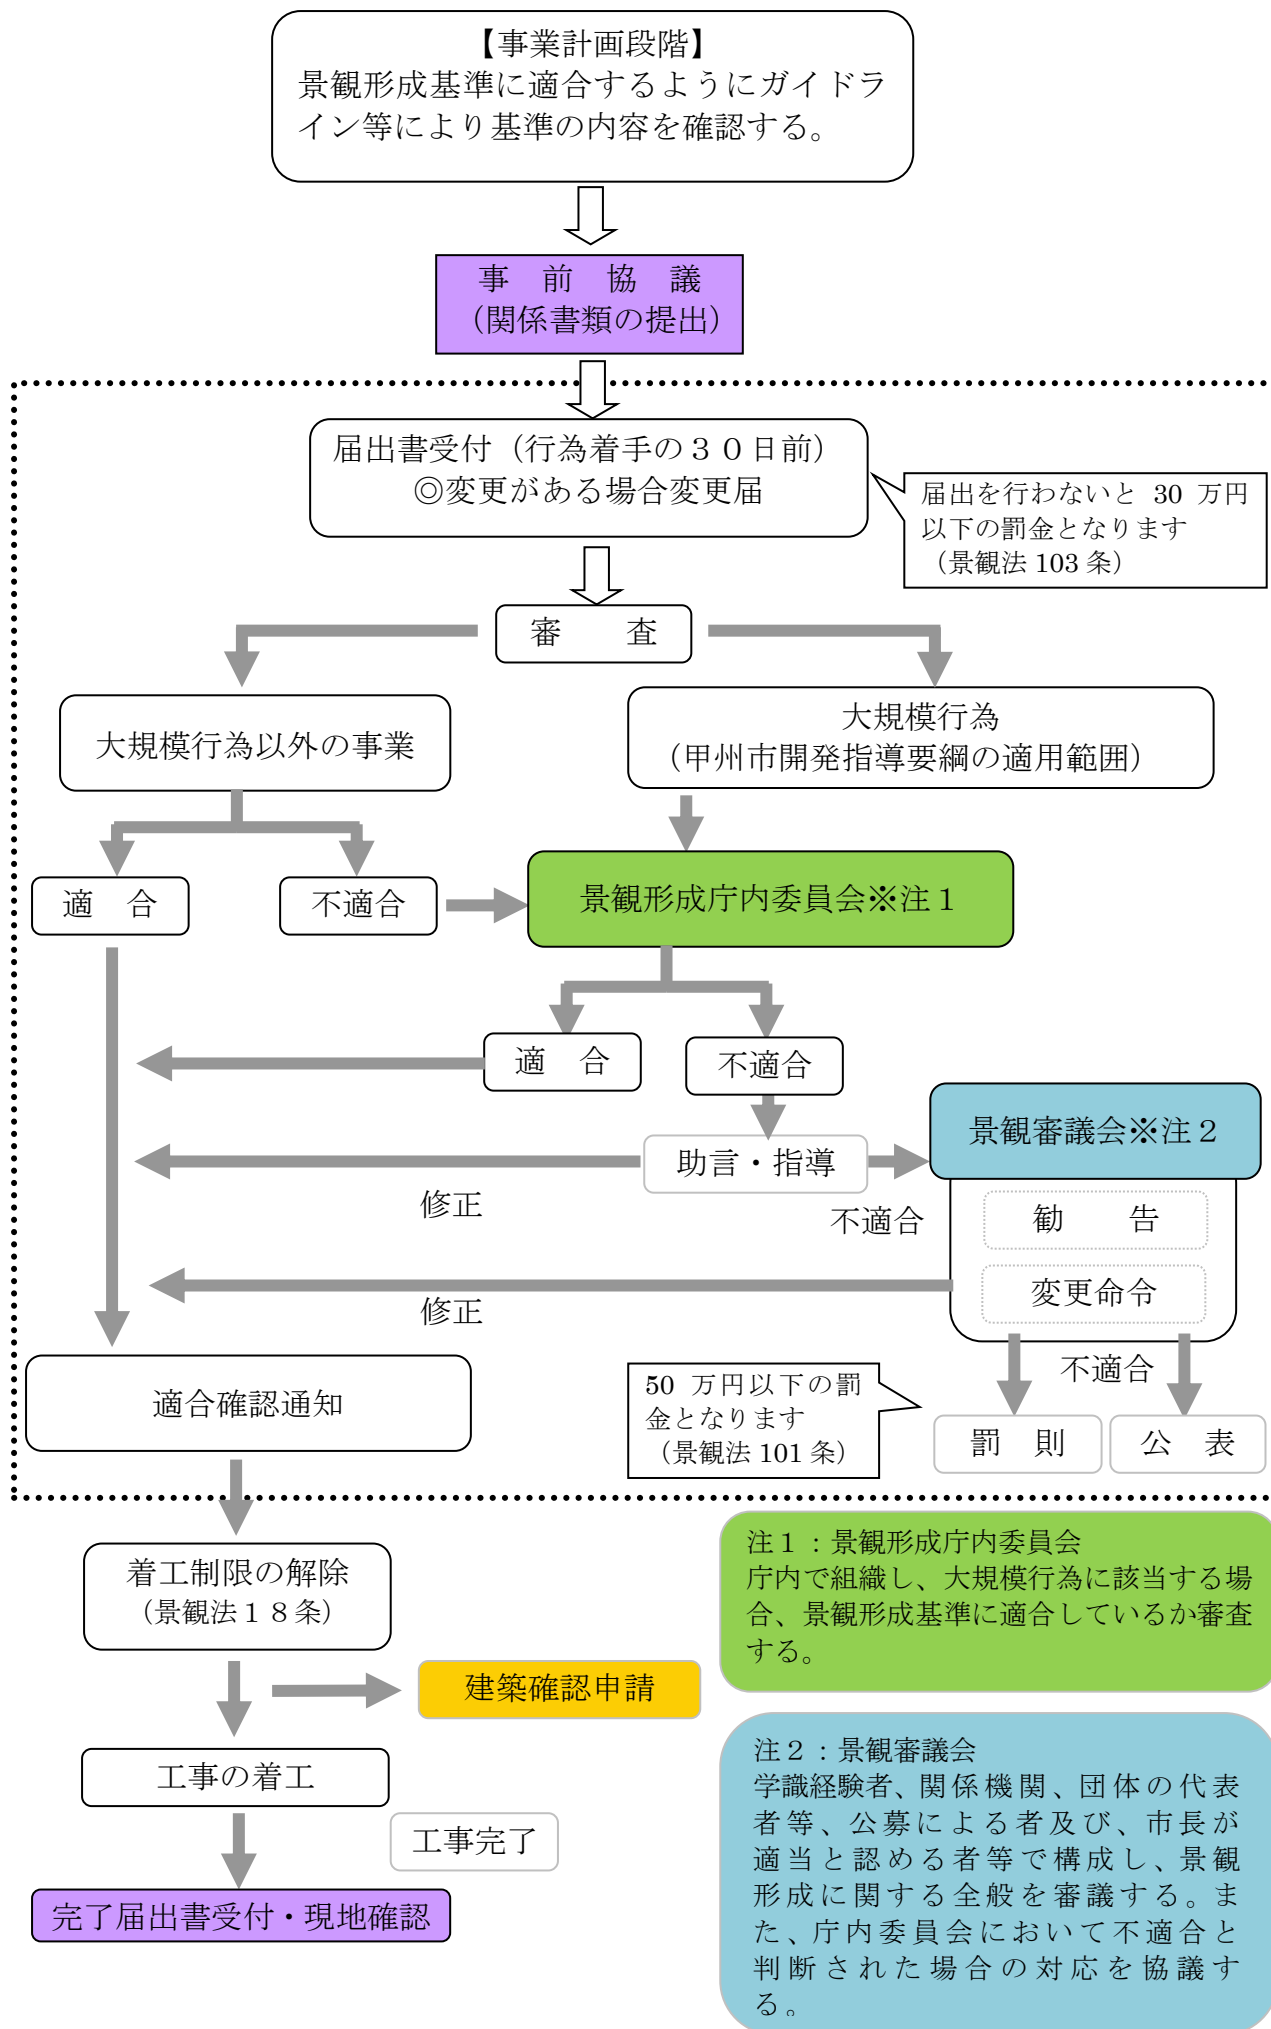 【事業計画段階】
景観形成基準に適合するようにガイドラ
イン等により基準の内容を確認する。
事　前　協　議
（関係書類の提出）
届出書受付（行為着手の３０日前）
◎変更がある場合変更届
届出を行わないと 30 万円
以下の罰金となります
（景観法 103 条）
審　　査
大規模行為以外の事業
大規模行為
（甲州市開発指導要綱の適用範囲）
適　合
不適合
景観形成庁内委員会※注１
適　合
不適合
景観審議会※注２
助言・指導
修正
不適合
勧　　告
変更命令
修正
不適合
適合確認通知
50 万円以下の罰
金となります
（景観法 101 条）
罰　則
公　表
着工制限の解除
（景観法１８条）
建築確認申請
工事の着工
工事完了
完了届出書受付・現地確認
注１：景観形成庁内委員会
庁内で組織し、大規模行為に該当する場
合、景観形成基準に適合しているか審査
する。
注２：景観審議会
学識経験者、関係機関、団体の代表
者等、公募による者及び、市長が
適当と認める者等で構成し、景観
形成に関する全般を審議する。ま
た、庁内委員会において不適合と
判断された場合の対応を協議す
る。